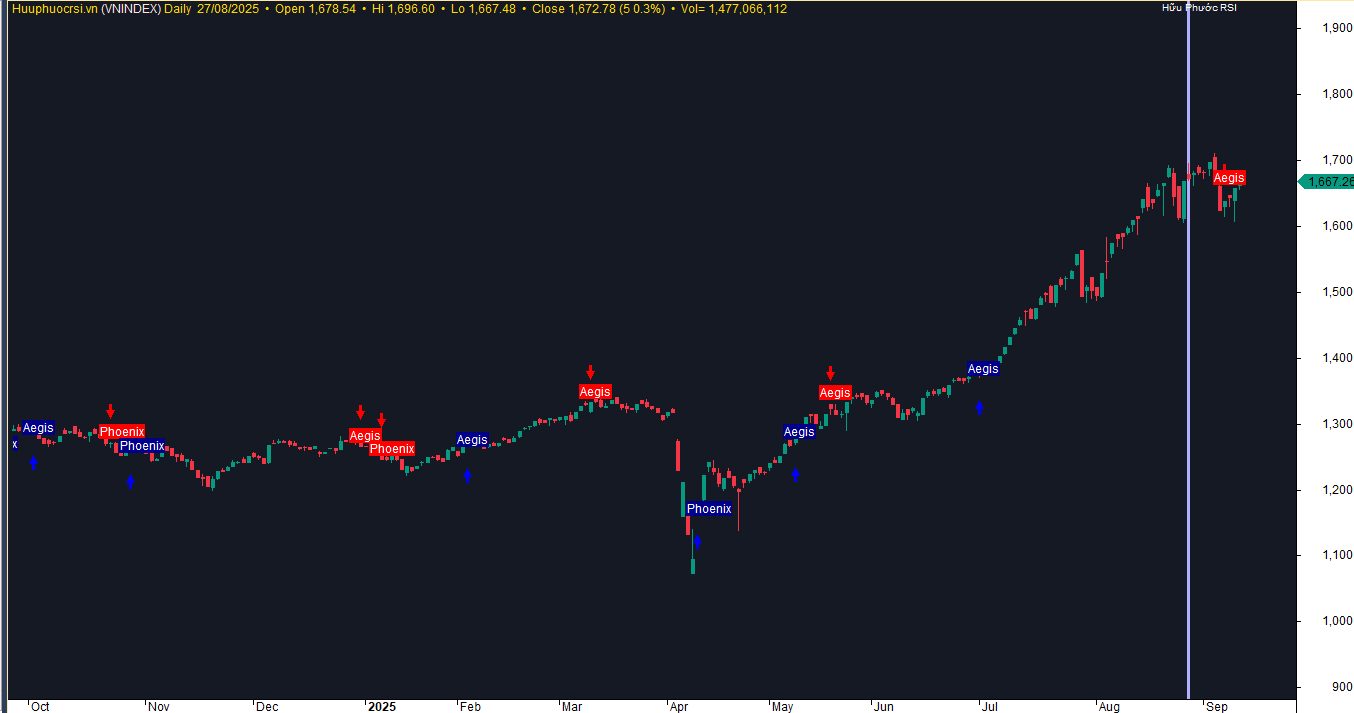 Huuphuocrsi.vn (VNINDEX) Daily 27/08/2025 • Open 1,678.54 • Hi 1,696.60 • Lo 1,667.48 • Close 1,672.78 (5 0.3%) • Vol= 1,477,066,112
Hữu Phước RSI
1,900
1,800
1,700
Aegis
1,667.26
1,600
1,500
1,400
Aegis
Aegis
Aegis
1,300
Aegis
Phoenix
Aegis
Aegis
Aegis
x
Phoenix
Phoenix
1,200
Phoenix
1,100
1,000
900
Oct Nov Dec 2025 Feb Mar Apr May Jun Jul Aug Sep